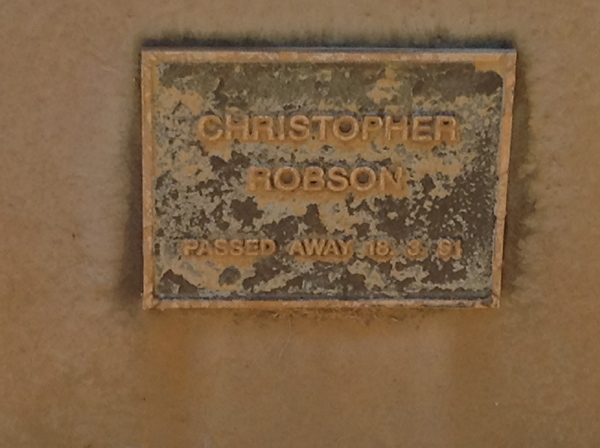 CHRISTOPHER
ROBSON
PASSED AWAY 18. 3. 91